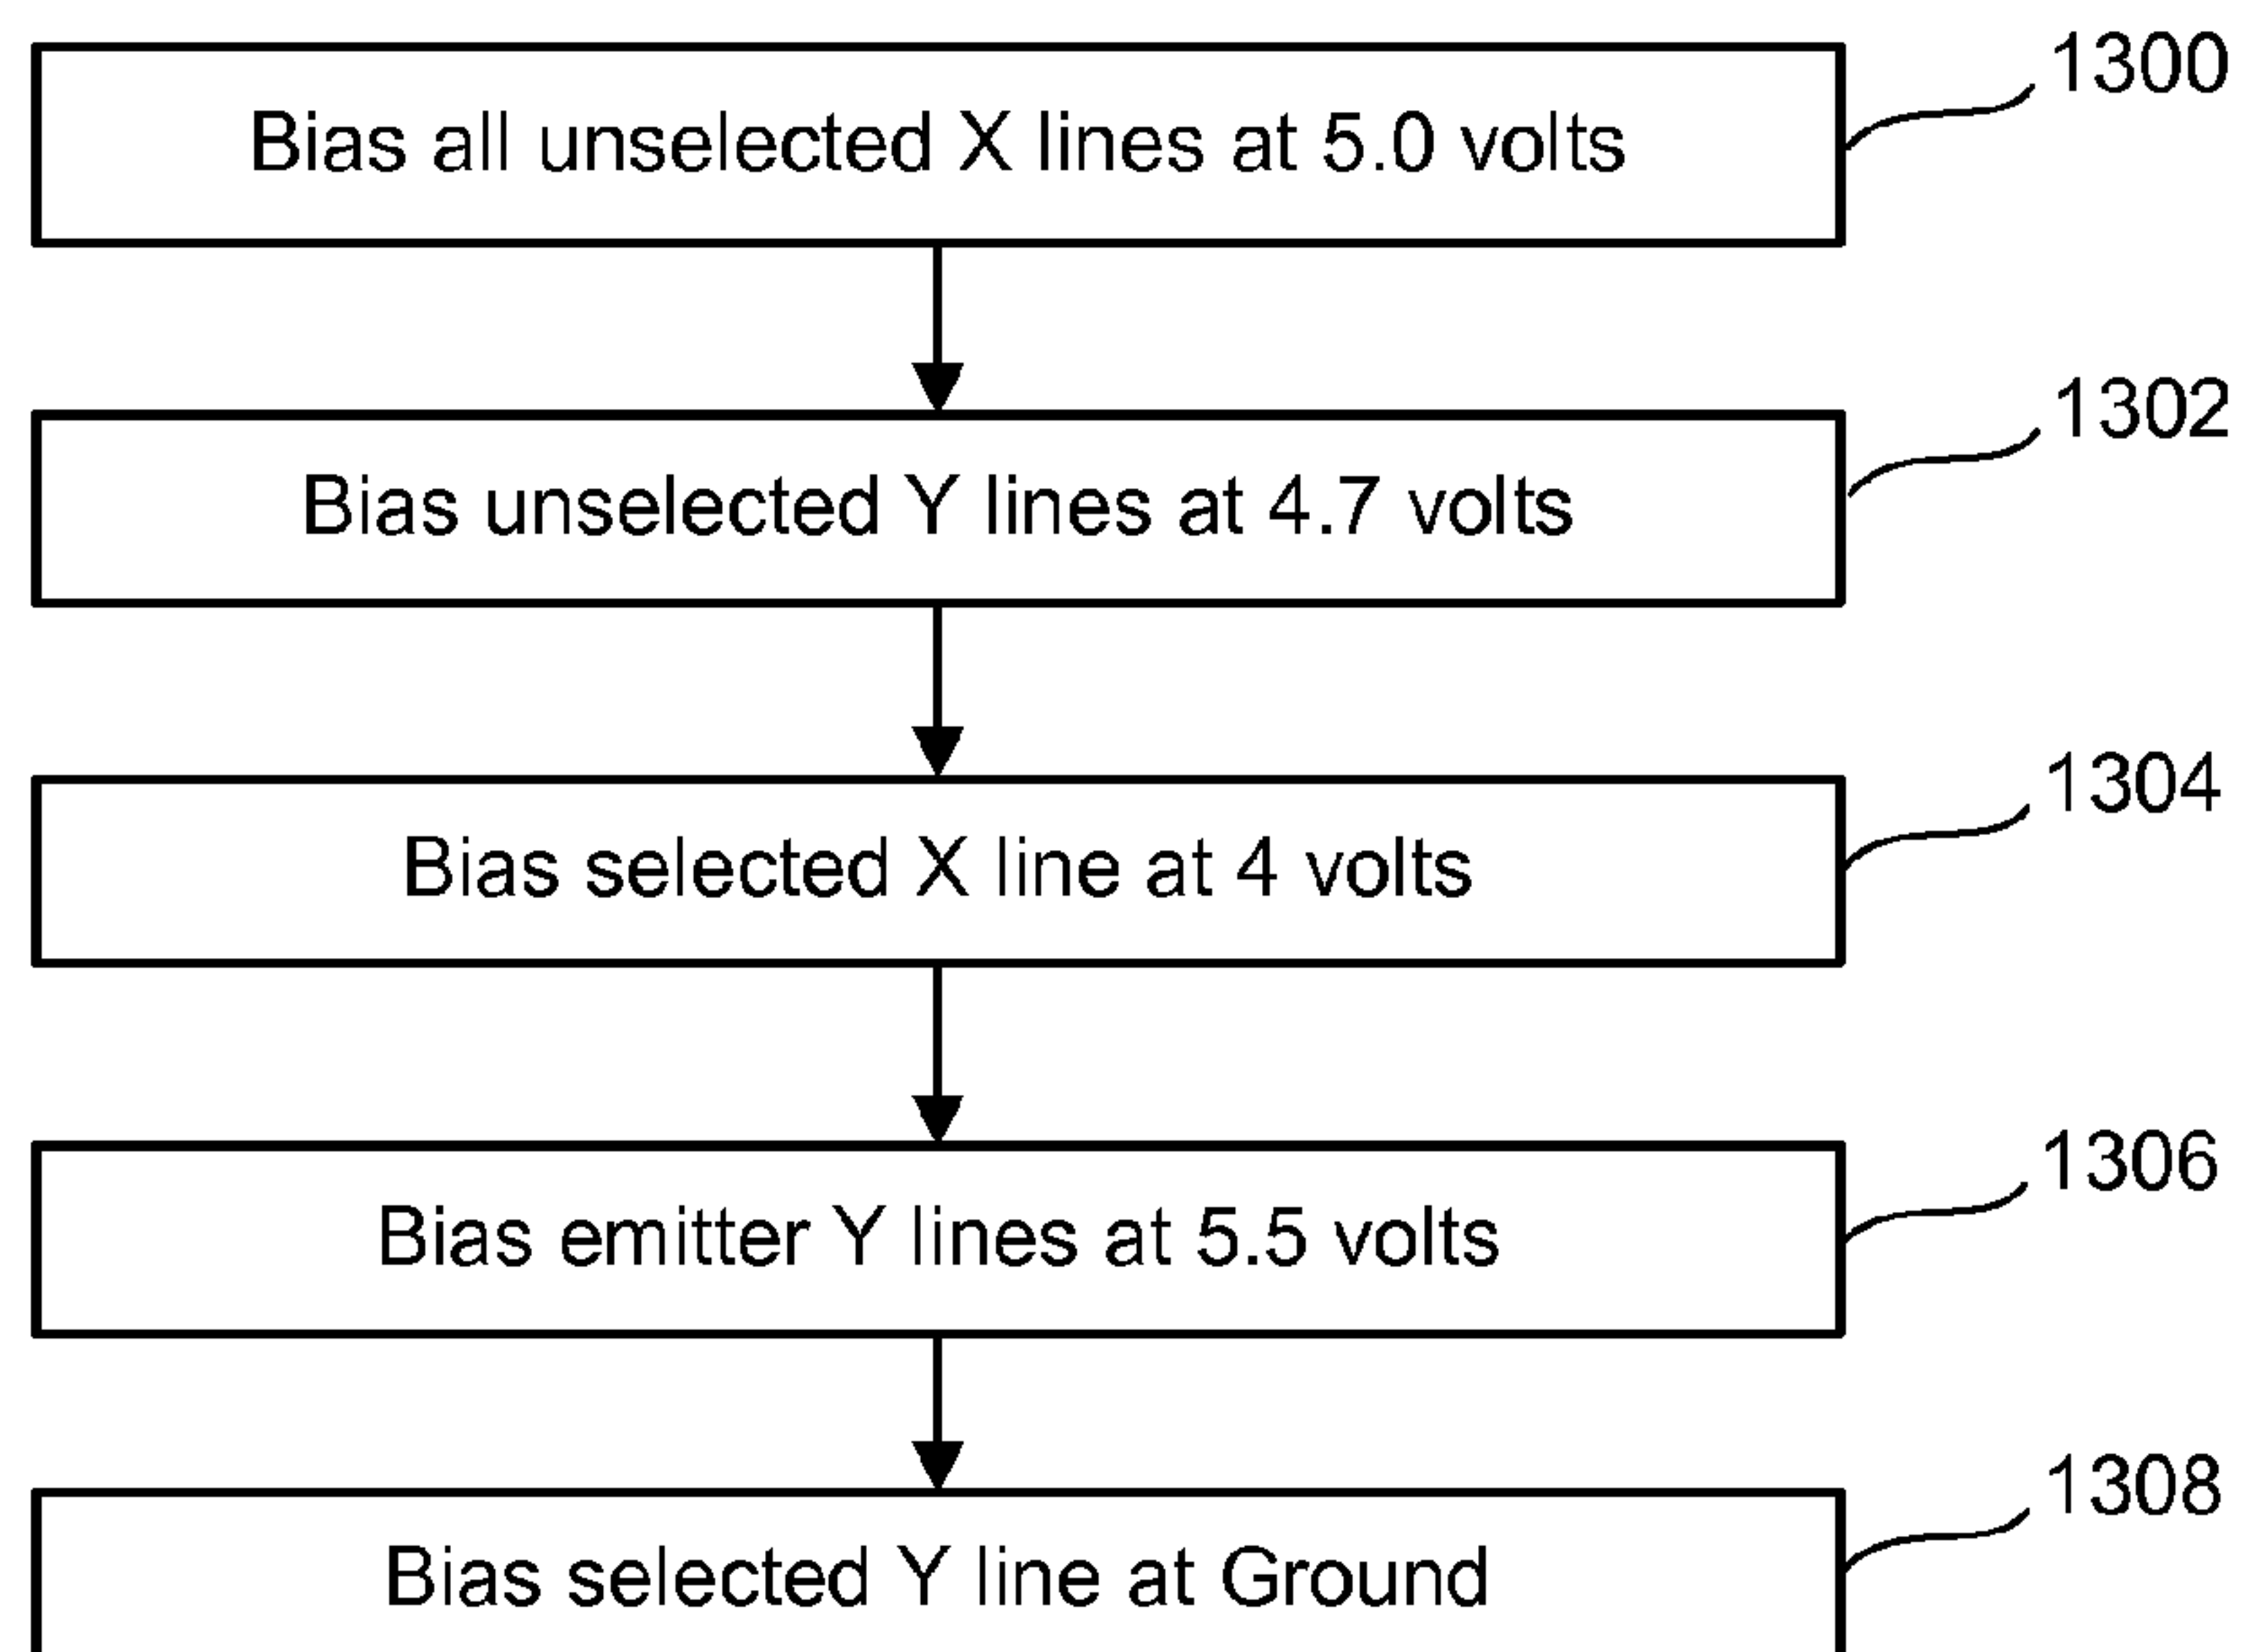 1300
Bias all unselected X lines at 5.0 volts
1302
Bias unselected Y lines at 4.7 volts
1304
Bias selected X line at 4 volts
1306
Bias emitter Y lines at 5.5 volts
1308
Bias selected Y line at Ground